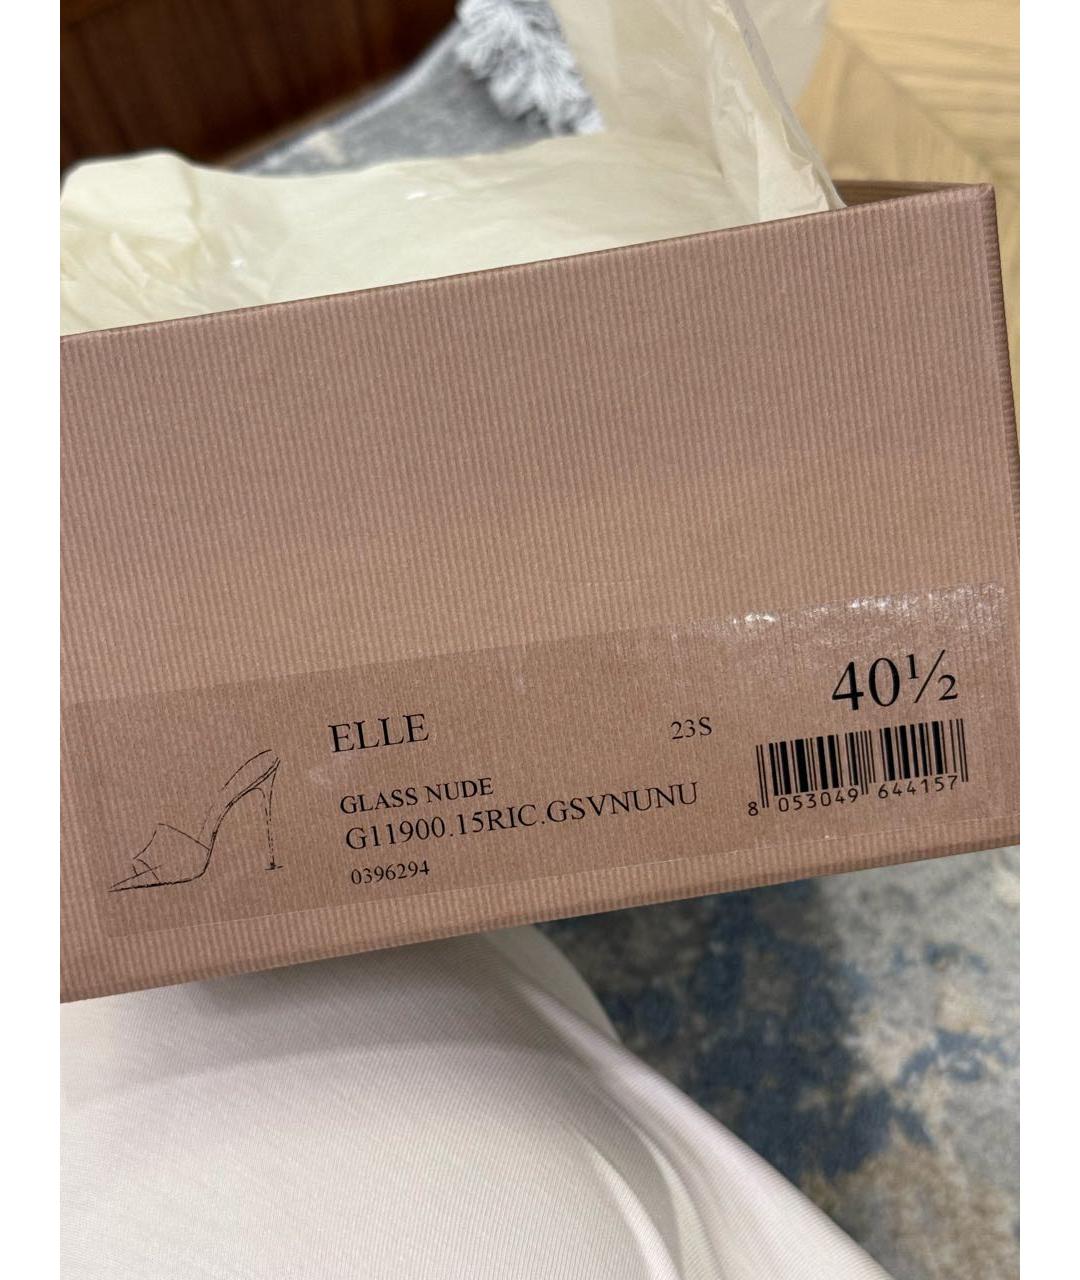 ELLE
23S
40½
GLASS NUDE
G11900.15RIC.GSVNUNU
0396294
8 053049 644157